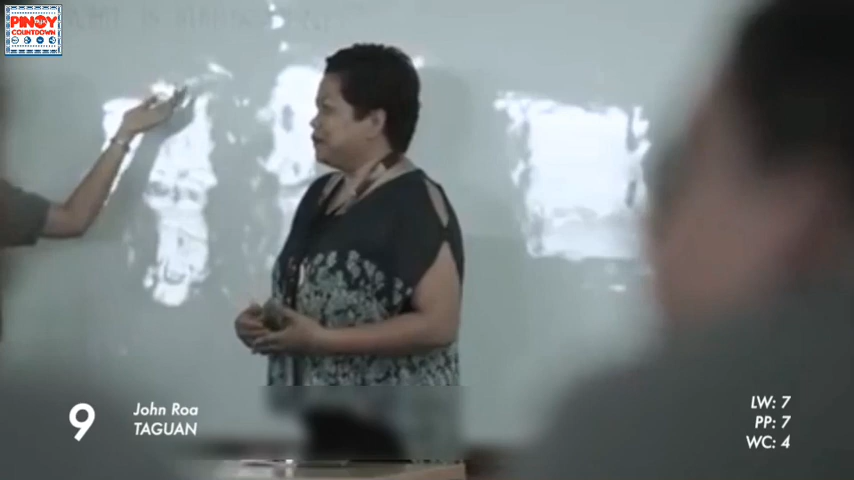 PINOY
COUNTDOWN
9
John Roa
TAGUAN
LW: 7
PP: 7
WC: 4